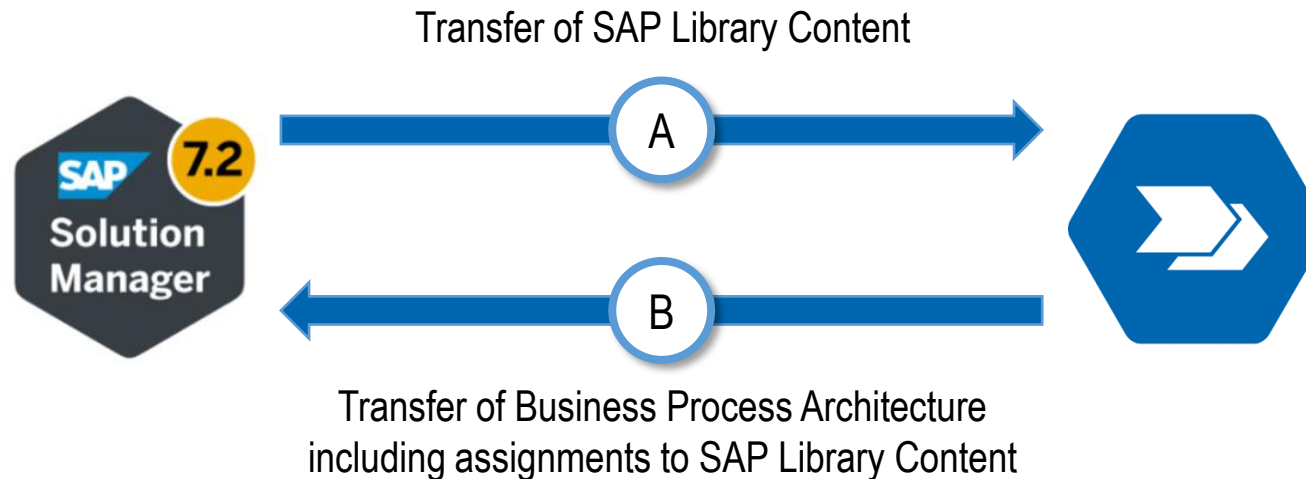 Transfer of SAP Library Content
A
SAP
7.2
Solution
Manager
B
Transfer of Business Process Architecture
including assignments to SAP Library Content